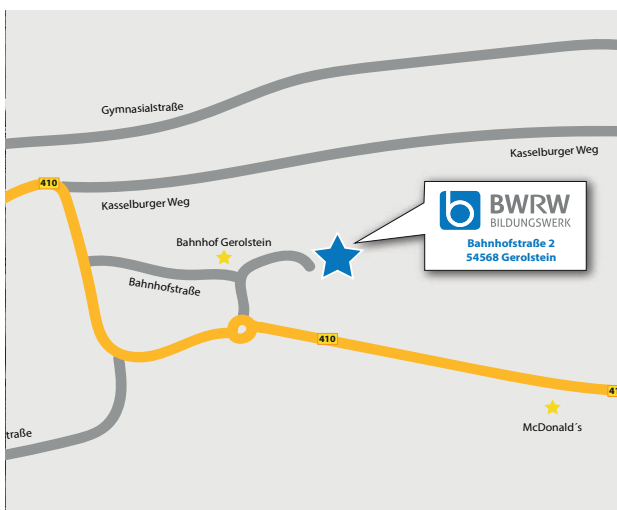 Gymnasialstraße
Kasselburger Weg
410
Kasselburger Weg
BWRW
BILDUNGSWERK
Bahnhofstraße 2
54568 Gerolstein
Bahnhof Gerolstein
Bahnhofstraße
410
McDonald´s
traße